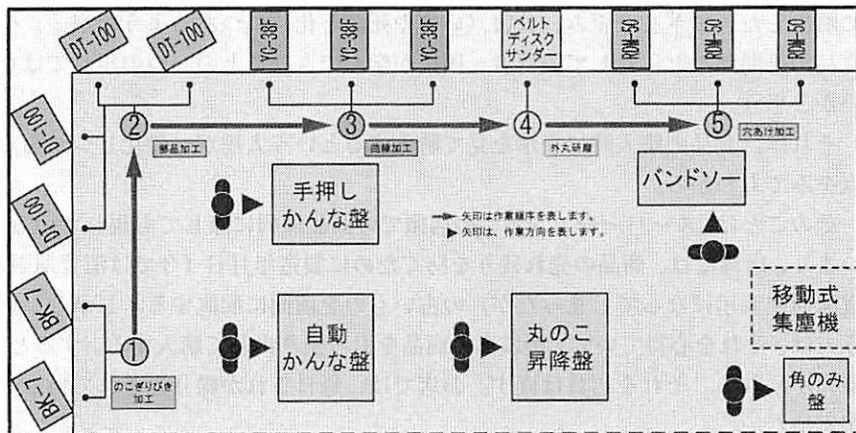 DT-100
DT-100
YG-38F
YG-38F
YG-38F
ベルト
ディスク
サンダー
RDM-50
RDM-50
RDM-50
DT-100
DT-100
BK-7
BK-7
②
部品加工
③
曲線加工
④
外丸研磨
⑤
穴あけ加工
手押し
かんな盤
バンドソー
矢印は作業順序を表します。
矢印は、作業方向を表します。
①
のこぎりびき
加工
自動
かんな盤
丸のこ
昇降盤
移動式
集塵機
角のみ
盤